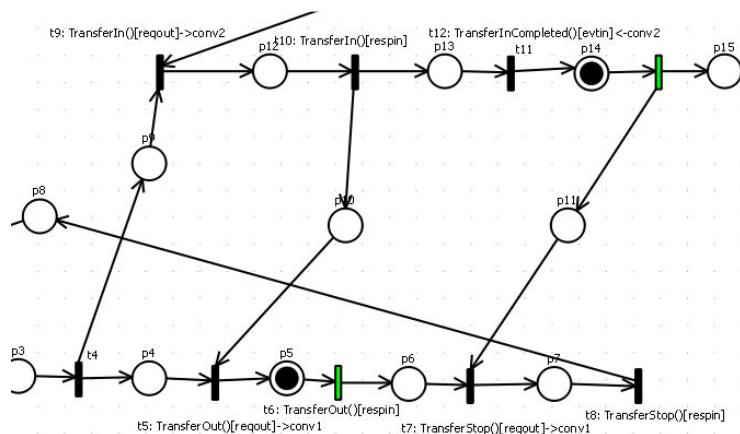 t9: TransferIn()[reqout]->conv2
p12
t10: TransferIn()[respin]
p13
t12: TransferInCompleted()[evtin]<-conv2
t11
p14
p15
p9
p8
p10
p11
p3
t4
p4
p5
t6: TransferOut()[respin]
p6
p7
t5: TransferOut()[reqout]->conv1
t7: TransferStop()[reqout]->conv1
t8: TransferStop()[respin]